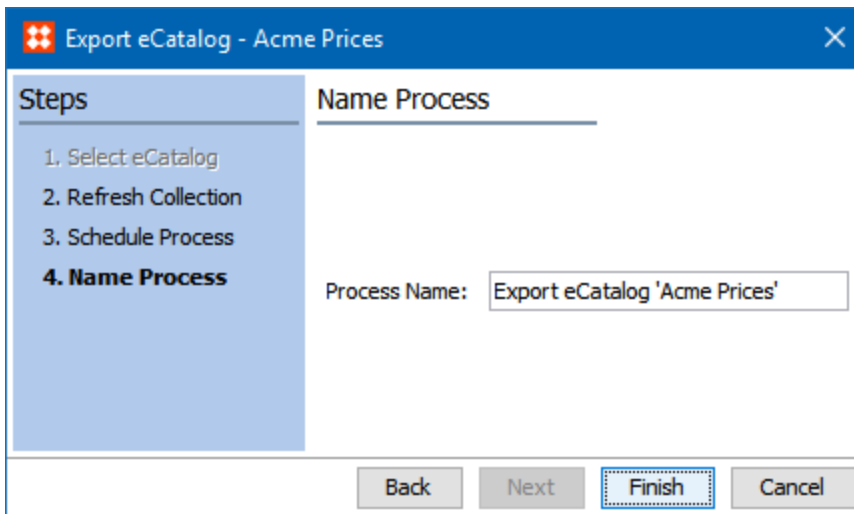 Export eCatalog - Acme Prices
Steps
1. Select eCatalog
2. Refresh Collection
3. Schedule Process
4. Name Process
Name Process
Process Name: Export eCatalog 'Acme Prices'
Back Next Finish Cancel